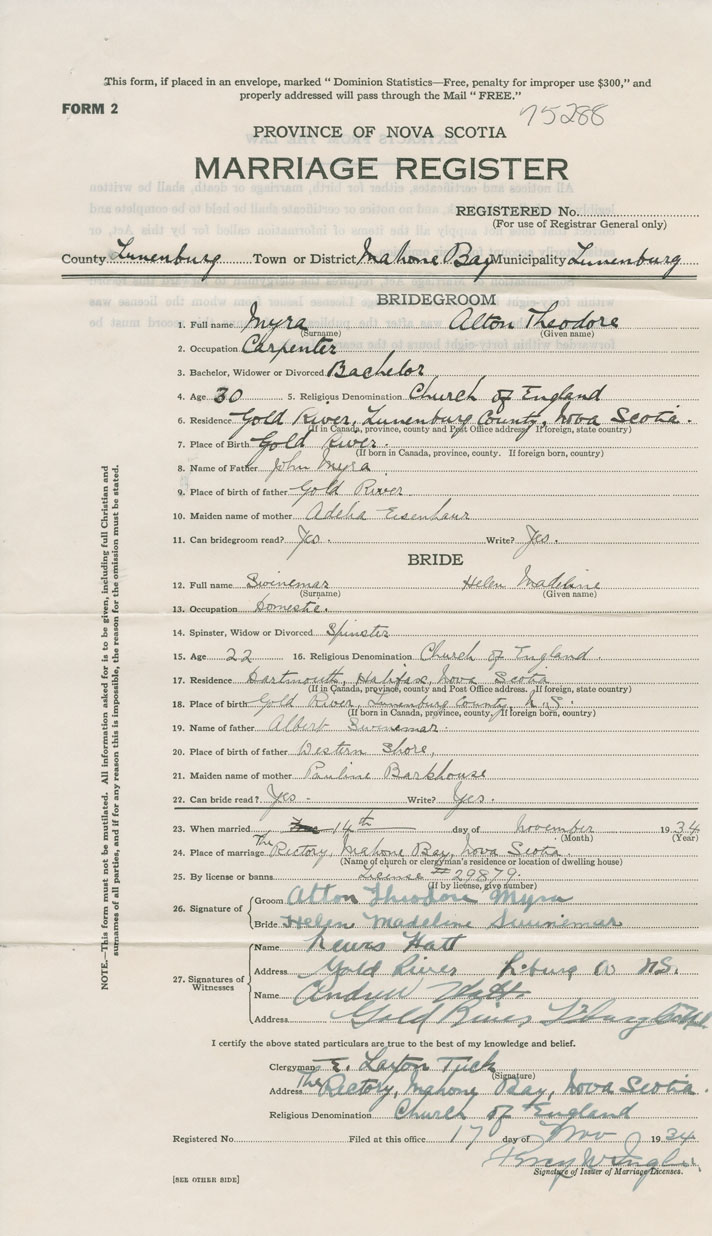 This form, if placed in an envelope, marked " Dominion Statistics—Free, penalty for improper use $300," and
properly addressed will pass through the Mail " FREE."
FORM 2
75288
PROVINCE OF NOVA SCOTIA
MARRIAGE REGISTER
REGISTERED No.
(For use of Registrar General only)
County Lunenburg Town or District Mahone Bay Municipality Lunenburg
BRIDEGROOM
1. Full name Myra Alton Theodore
(Surname) (Given name)
2. Occupation Carpenter
3. Bachelor, Widower or Divorced Bachelor
4. Age 30 5. Religious Denomination Church of England
6. Residence Gold River, Lunenburg County, Nova Scotia.
(If in Canada, province, county and Post Office address. If foreign, state country)
7. Place of Birth Gold River.
(If born in Canada, province, county. If foreign born, country)
8. Name of Father John Myra
9. Place of birth of father Gold River
10. Maiden name of mother Adelia Eisenhaur
11. Can bridegroom read? Yes. Write? Yes.
BRIDE
12. Full name Swinemar Helen Madeline
(Surname) (Given name)
13. Occupation Domestic.
14. Spinster, Widow or Divorced Spinster
15. Age 22 16. Religious Denomination Church of England.
17. Residence Dartmouth, Halifax, Nova Scotia
(If in Canada, province, county and Post Office address. If foreign, state country)
18. Place of birth Gold River, Lunenburg County, N.S.
(If born in Canada, province, county. If foreign born, country)
19. Name of father Albert Swinemar
20. Place of birth of father Western Shore,
21. Maiden name of mother Pauline Barkhouse
22. Can bride read? Yes. Write? Yes.
23. When married 14th day of November 1934
(Month) (Year)
24. Place of marriage The Rectory, Mahone Bay, Nova Scotia.
(Name of church or clergyman's residence or location of dwelling house)
25. By license or banns License # 29879.
(If by license, give number)
26. Signature of Groom Alton Theodore Myra
Bride Helen Madeline Swinemar
27. Signatures of Witnesses
Name Hatt
Address Gold River L'burg Co N.S.
Name Andrew Hatt
Address Gold River L'burg
I certify the above stated particulars are true to the best of my knowledge and belief.
Clergyman E. Laxton Tuck
(Signature)
Address The Rectory, Mahone Bay, Nova Scotia.
Religious Denomination Church of England
Registered No. Filed at this office 17 day of Nov 1934
Signature of Issuer of Marriage Licenses.
[SEE OTHER SIDE]
NOTE.—This form must not be mutilated. All information asked for is to be given, including full Christian and
surnames of all parties, and if for any reason this is impossible, the reason for the omission must be stated.